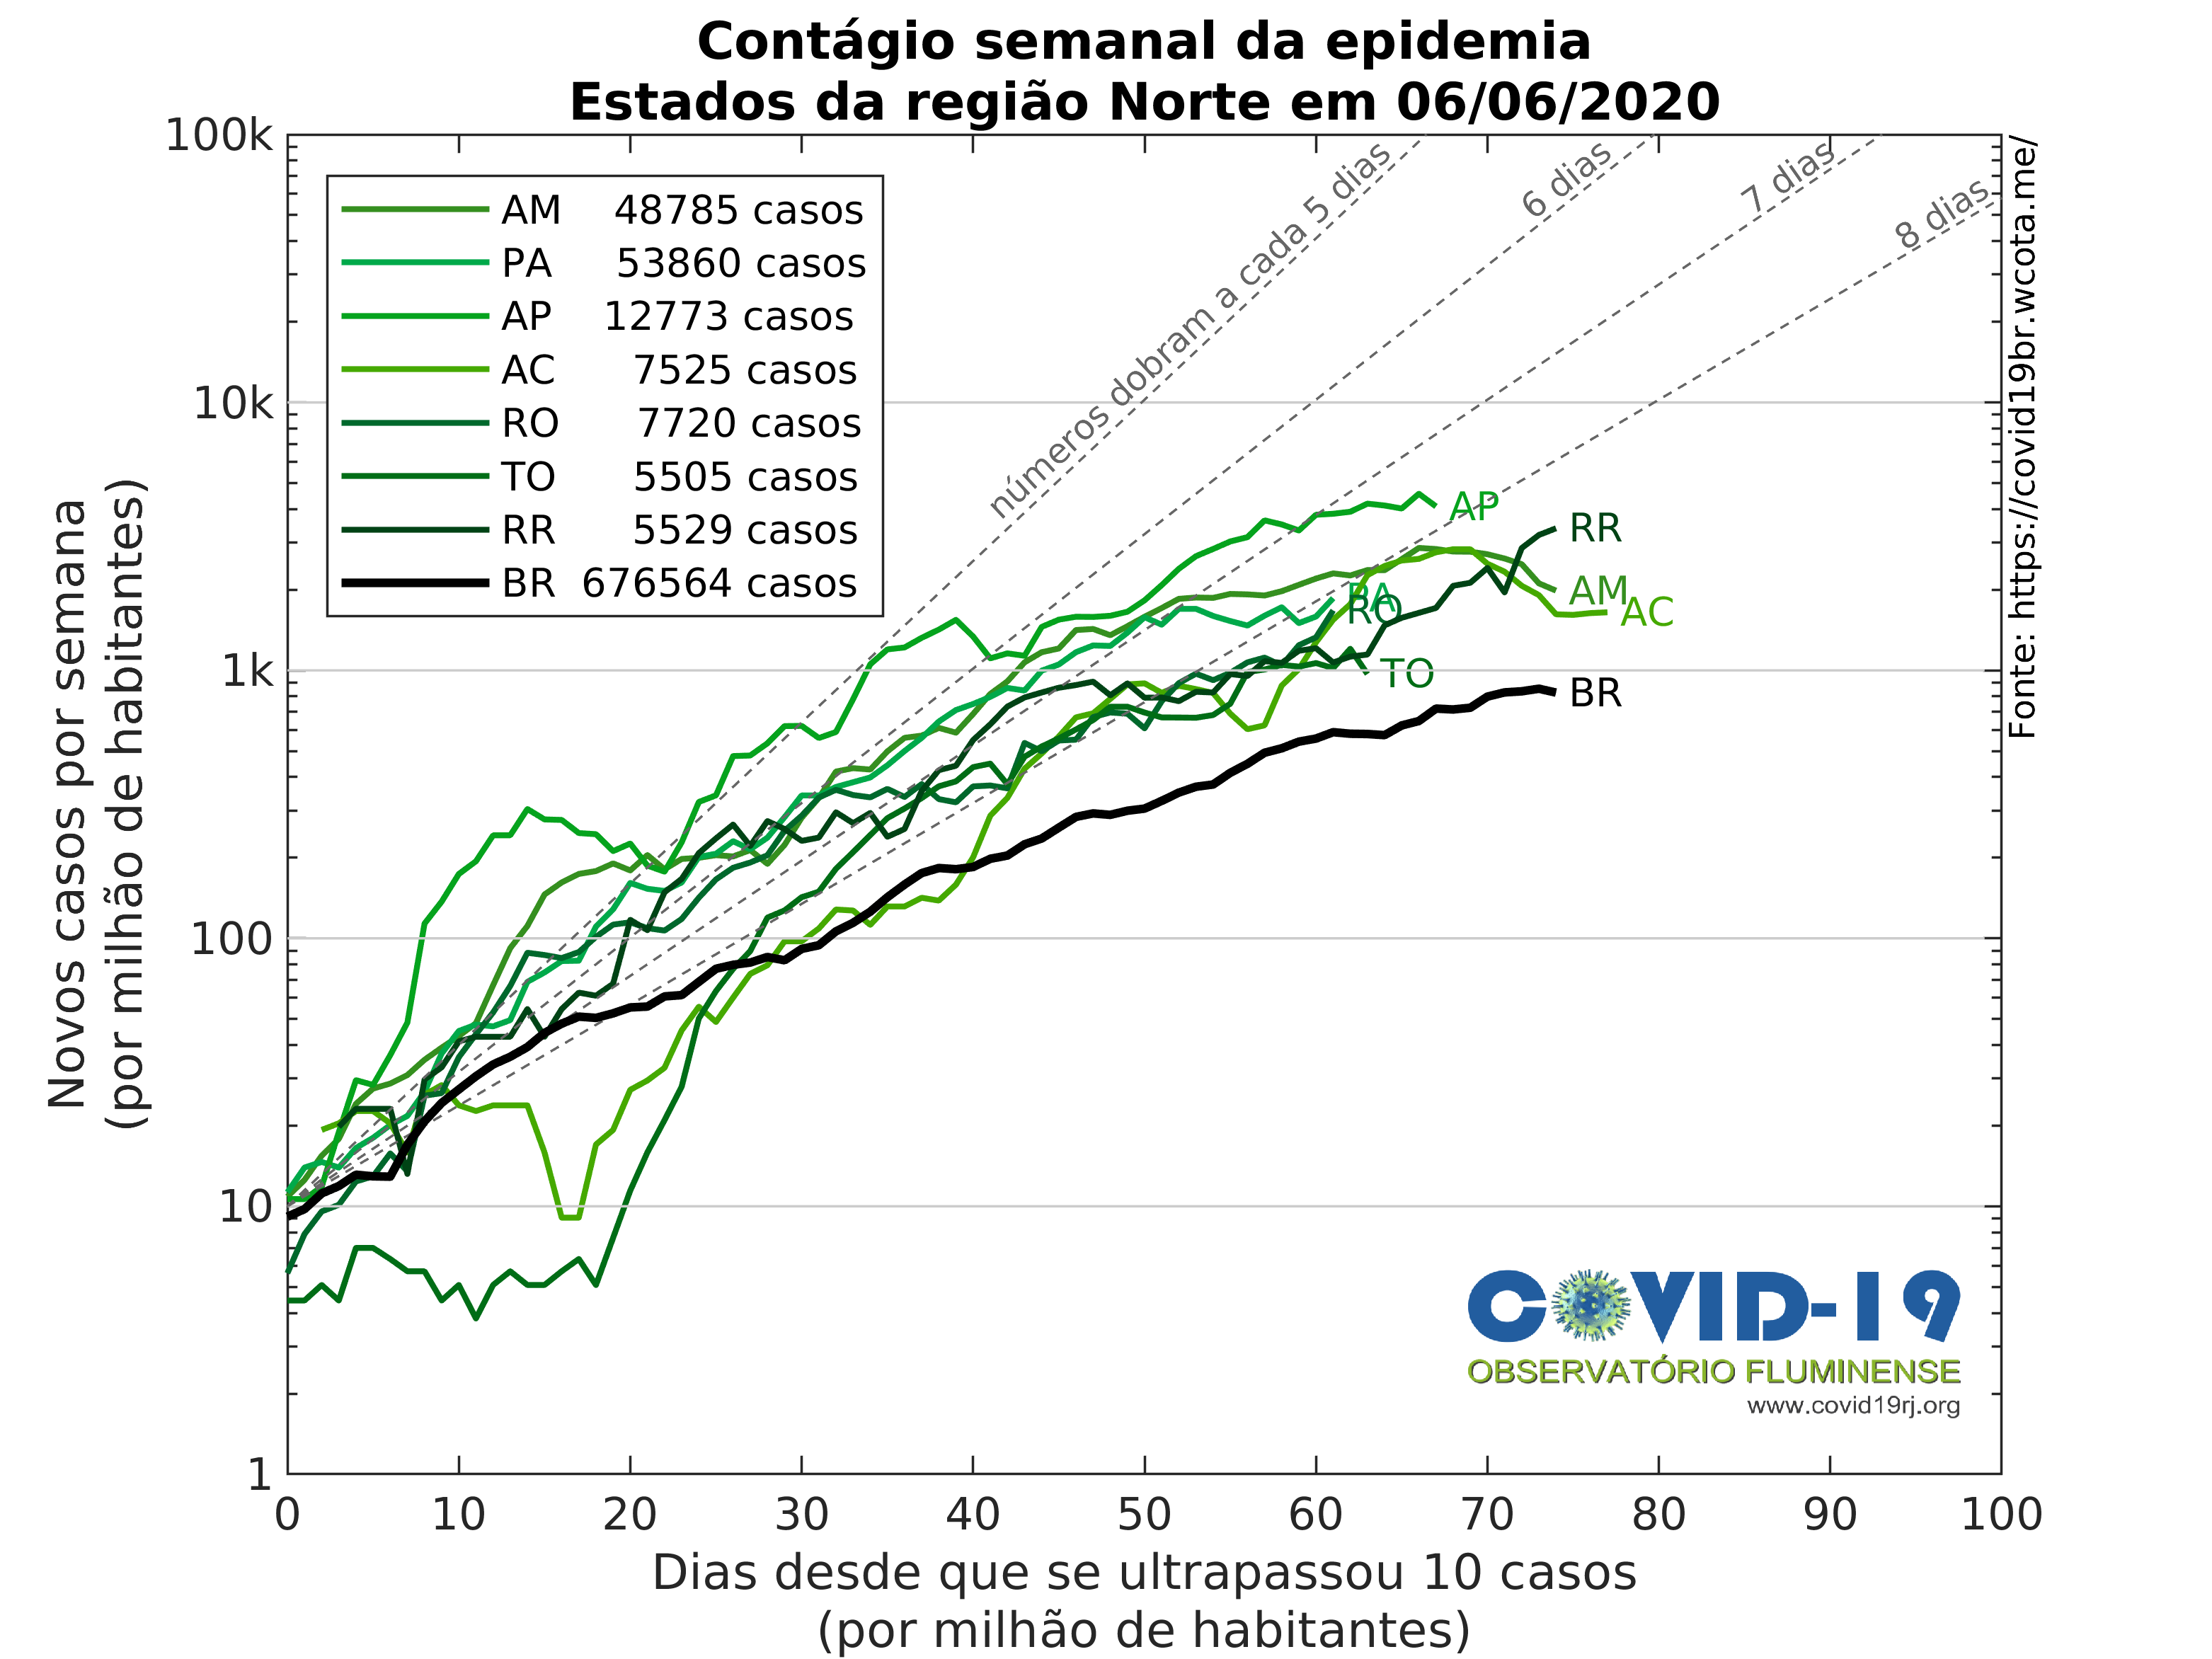 Contágio semanal da epidemia
Estados da região Norte em 06/06/2020
100k
10k
1k
100
10
1
Novos casos por semana
(por milhão de habitantes)
AM 48785 casos
PA 53860 casos
AP 12773 casos
AC 7525 casos
RO 7720 casos
TO 5505 casos
RR 5529 casos
BR 676564 casos
números dobram a cada 5 dias
6 dias
7 dias
8 dias
AP
RR
AM
AC
PA
RO
TO
BR
Fonte: https://covid19br.wcota.me/
COVID-19
OBSERVATÓRIO FLUMINENSE
www.covid19rj.org
0 10 20 30 40 50 60 70 80 90 100
Dias desde que se ultrapassou 10 casos
(por milhão de habitantes)